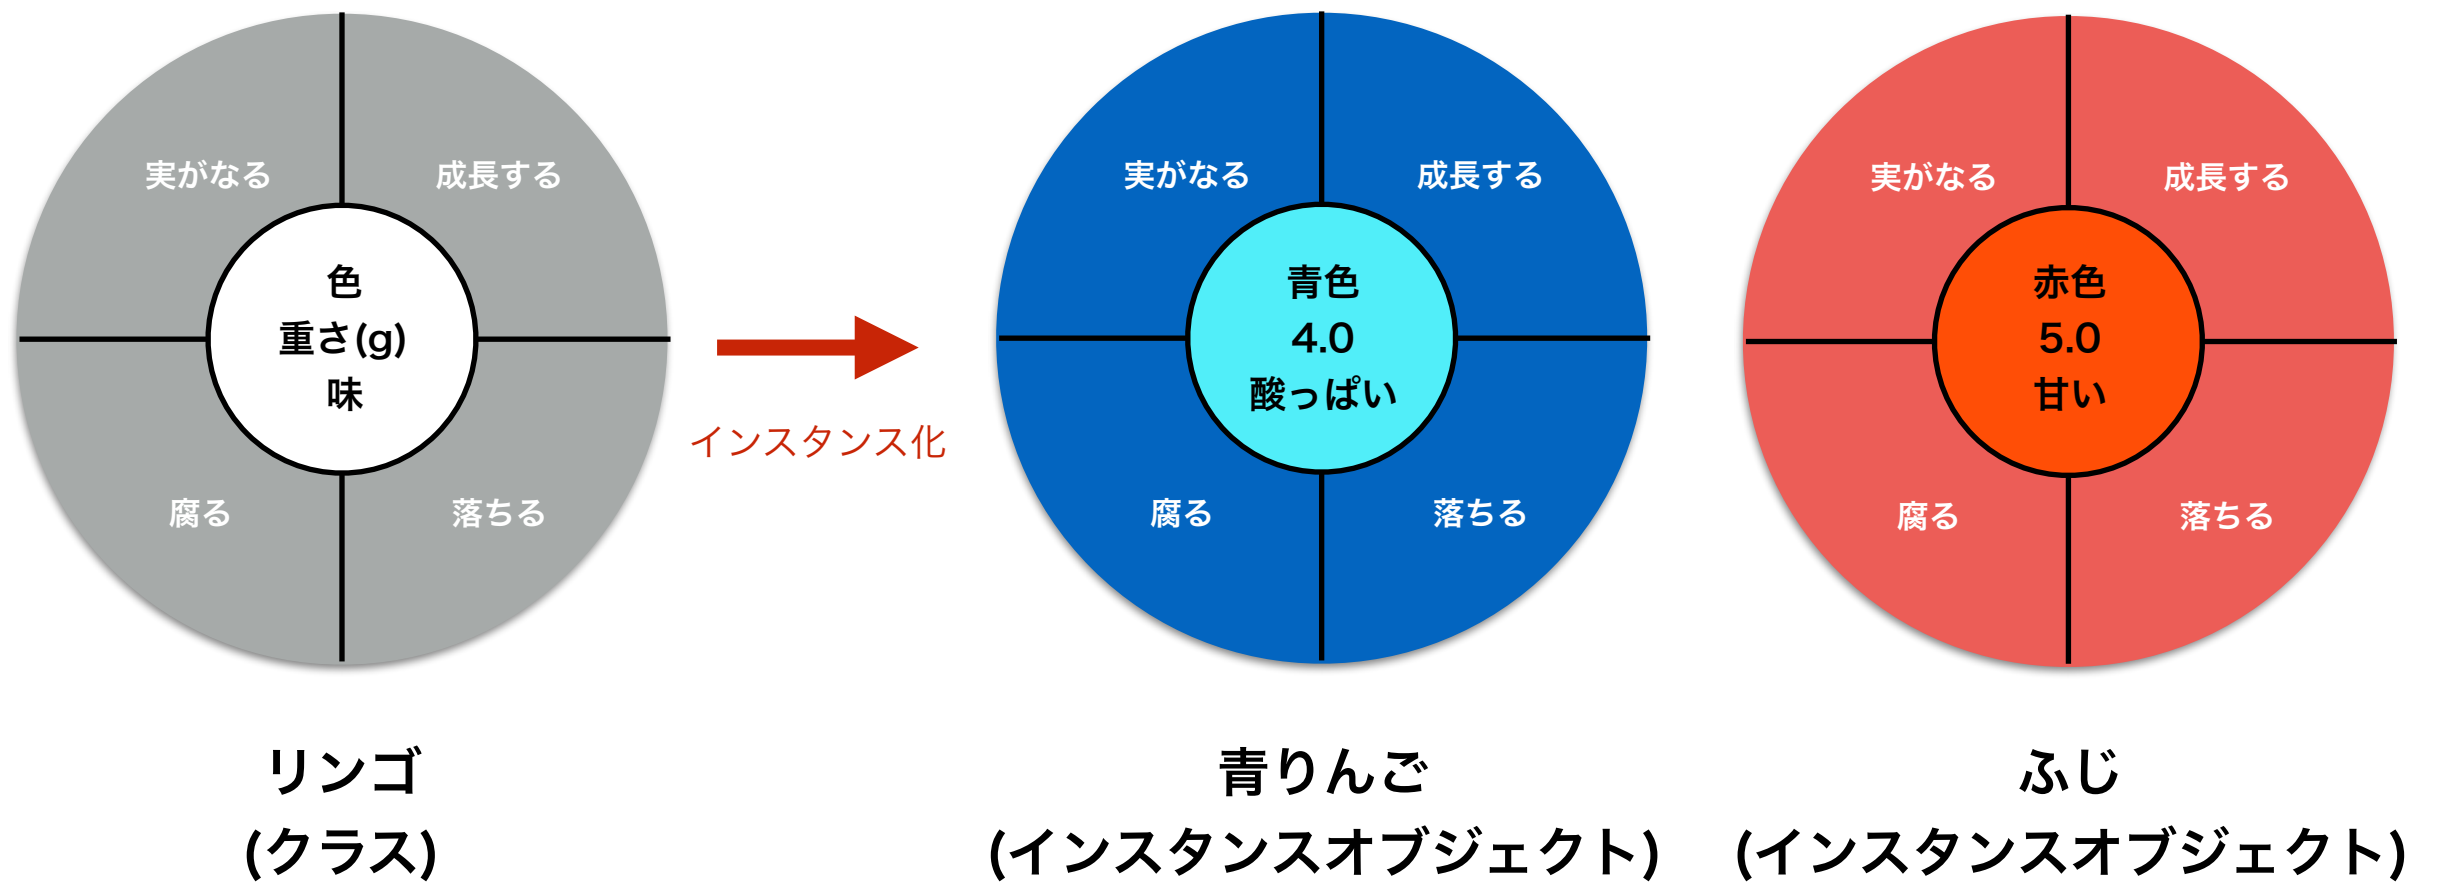 実がなる
成長する
色
重さ(g)
味
腐る
落ちる
リンゴ
(クラス)
インスタンス化
実がなる
成長する
青色
4.0
酸っぱい
腐る
落ちる
青りんご
(インスタンスオブジェクト)
実がなる
成長する
赤色
5.0
甘い
腐る
落ちる
ふじ
(インスタンスオブジェクト)